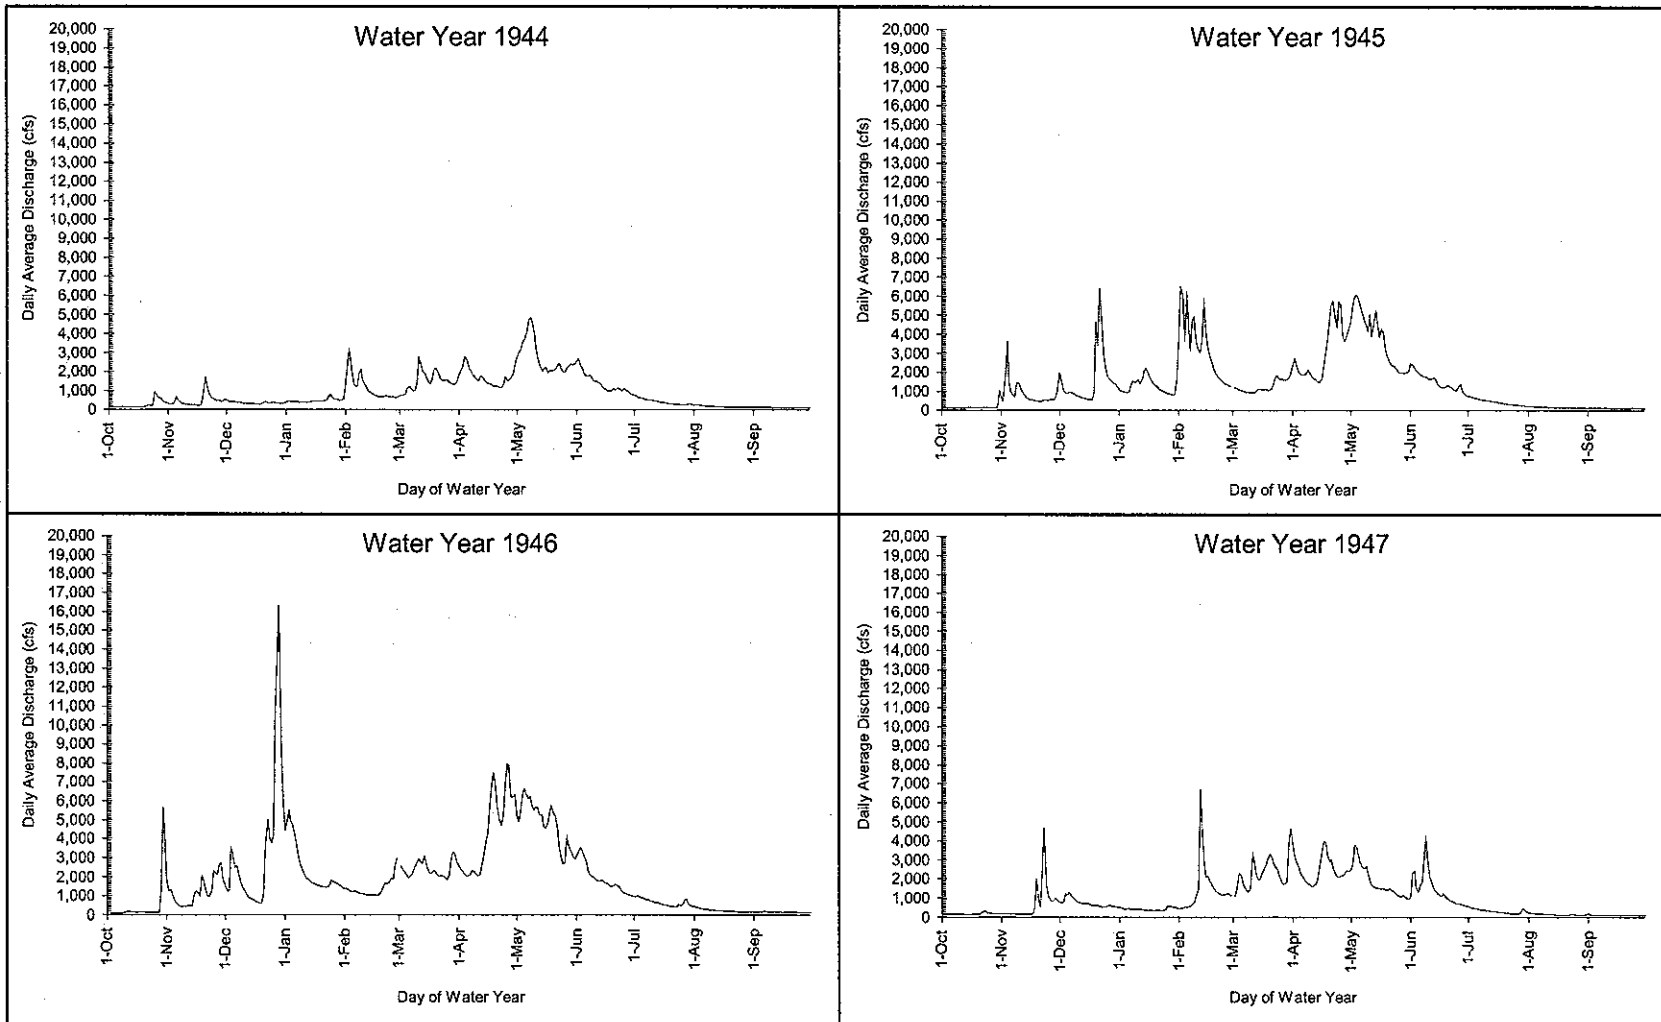 Water Year 1944
Daily Average Discharge (cfs)
20,000
19,000
18,000
17,000
16,000
15,000
14,000
13,000
12,000
11,000
10,000
9,000
8,000
7,000
6,000
5,000
4,000
3,000
2,000
1,000
0
1-Oct
1-Nov
1-Dec
1-Jan
1-Feb
1-Mar
1-Apr
1-May
1-Jun
1-Jul
1-Aug
1-Sep
Day of Water Year
Water Year 1945
Daily Average Discharge (cfs)
20,000
19,000
18,000
17,000
16,000
15,000
14,000
13,000
12,000
11,000
10,000
9,000
8,000
7,000
6,000
5,000
4,000
3,000
2,000
1,000
0
1-Oct
1-Nov
1-Dec
1-Jan
1-Feb
1-Mar
1-Apr
1-May
1-Jun
1-Jul
1-Aug
1-Sep
Day of Water Year
Water Year 1946
Daily Average Discharge (cfs)
20,000
19,000
18,000
17,000
16,000
15,000
14,000
13,000
12,000
11,000
10,000
9,000
8,000
7,000
6,000
5,000
4,000
3,000
2,000
1,000
0
1-Oct
1-Nov
1-Dec
1-Jan
1-Feb
1-Mar
1-Apr
1-May
1-Jun
1-Jul
1-Aug
1-Sep
Day of Water Year
Water Year 1947
Daily Average Discharge (cfs)
20,000
19,000
18,000
17,000
16,000
15,000
14,000
13,000
12,000
11,000
10,000
9,000
8,000
7,000
6,000
5,000
4,000
3,000
2,000
1,000
0
1-Oct
1-Nov
1-Dec
1-Jan
1-Feb
1-Mar
1-Apr
1-May
1-Jun
1-Jul
1-Aug
1-Sep
Day of Water Year